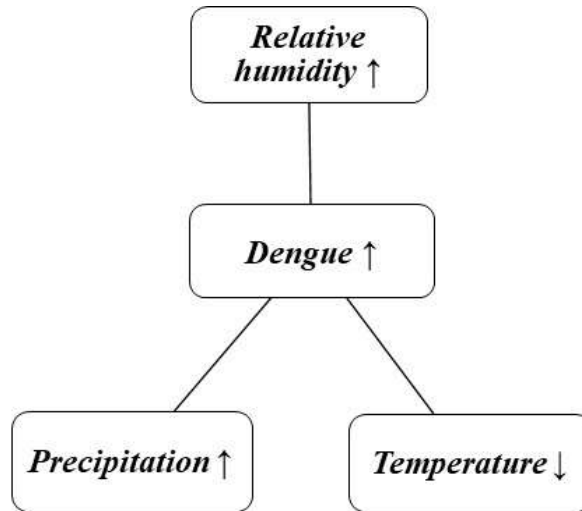 Relative
humidity ↑
Dengue ↑
Precipitation ↑
Temperature ↓